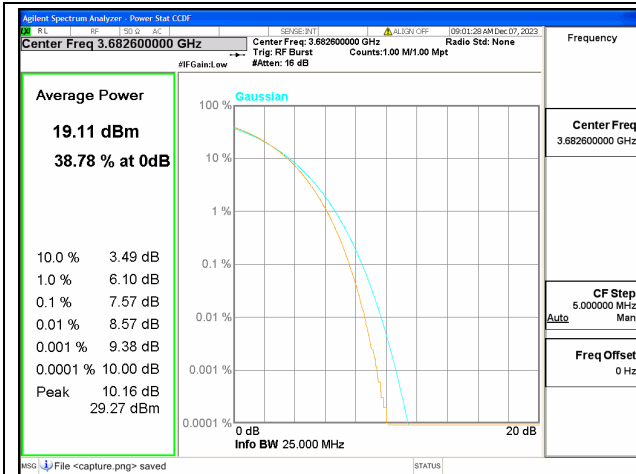 Agilent Spectrum Analyzer - Power Stat CCDF
RL RF 50 Ω AC SENSE:INT ALIGN OFF 09:01:28 AM Dec 07, 2023
Center Freq 3.682600000 GHz
Center Freq: 3.682600000 GHz Radio Std: None
Trig: RF Burst Counts:1.00 M/1.00 Mpt
#IFGain:Low #Atten: 16 dB
Frequency
Average Power
19.11 dBm
38.78 % at 0dB
10.0 % 3.49 dB
1.0 % 6.10 dB
0.1 % 7.57 dB
0.01 % 8.57 dB
0.001 % 9.38 dB
0.0001 % 10.00 dB
Peak 10.16 dB
29.27 dBm
Gaussian
100 %
10 %
1 %
0.1 %
0.01 %
0.001 %
0.0001 %
0 dB 20 dB
Info BW 25.000 MHz
Center Freq
3.682600000 GHz
CF Step
5.000000 MHz
Auto Man
Freq Offset
0 Hz
MSG File <capture.png> saved STATUS